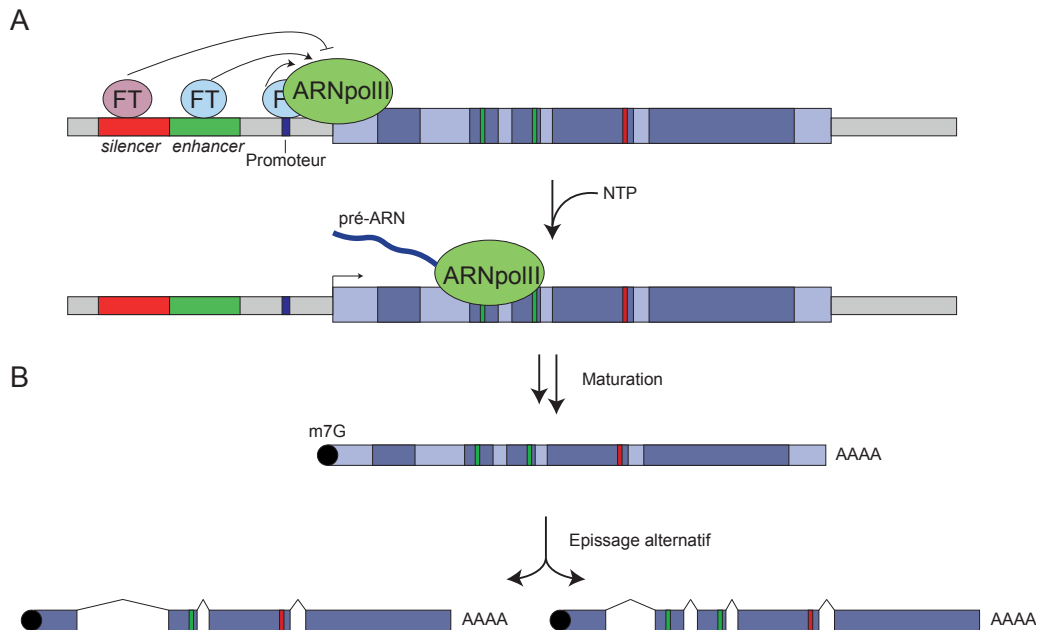 A
FT
FT
F
ARNpolII
silencer
enhancer
Promoteur
NTP
pré-ARN
ARNpolII
B
Maturation
m7G
AAAA
Epissage alternatif
AAAA
AAAA